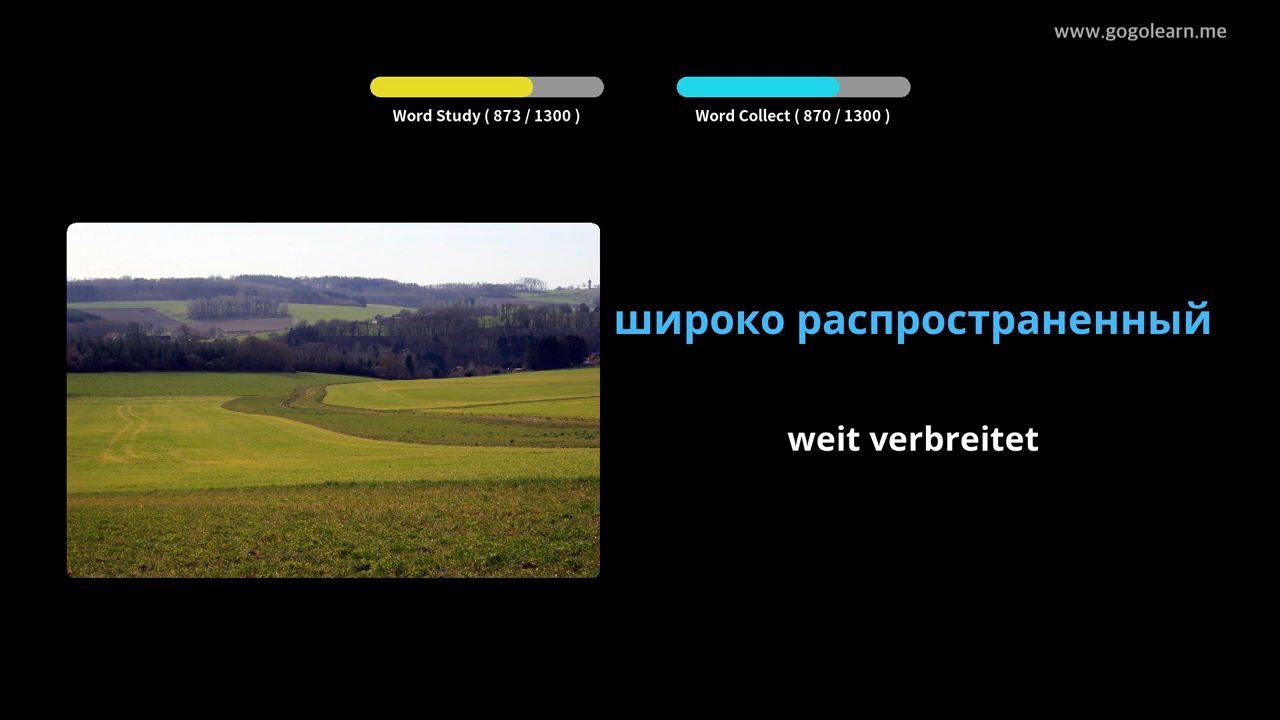 www.gogolearn.me
Word Study ( 873 / 1300 )
Word Collect ( 870 / 1300 )
широко распространенный
weit verbreitet